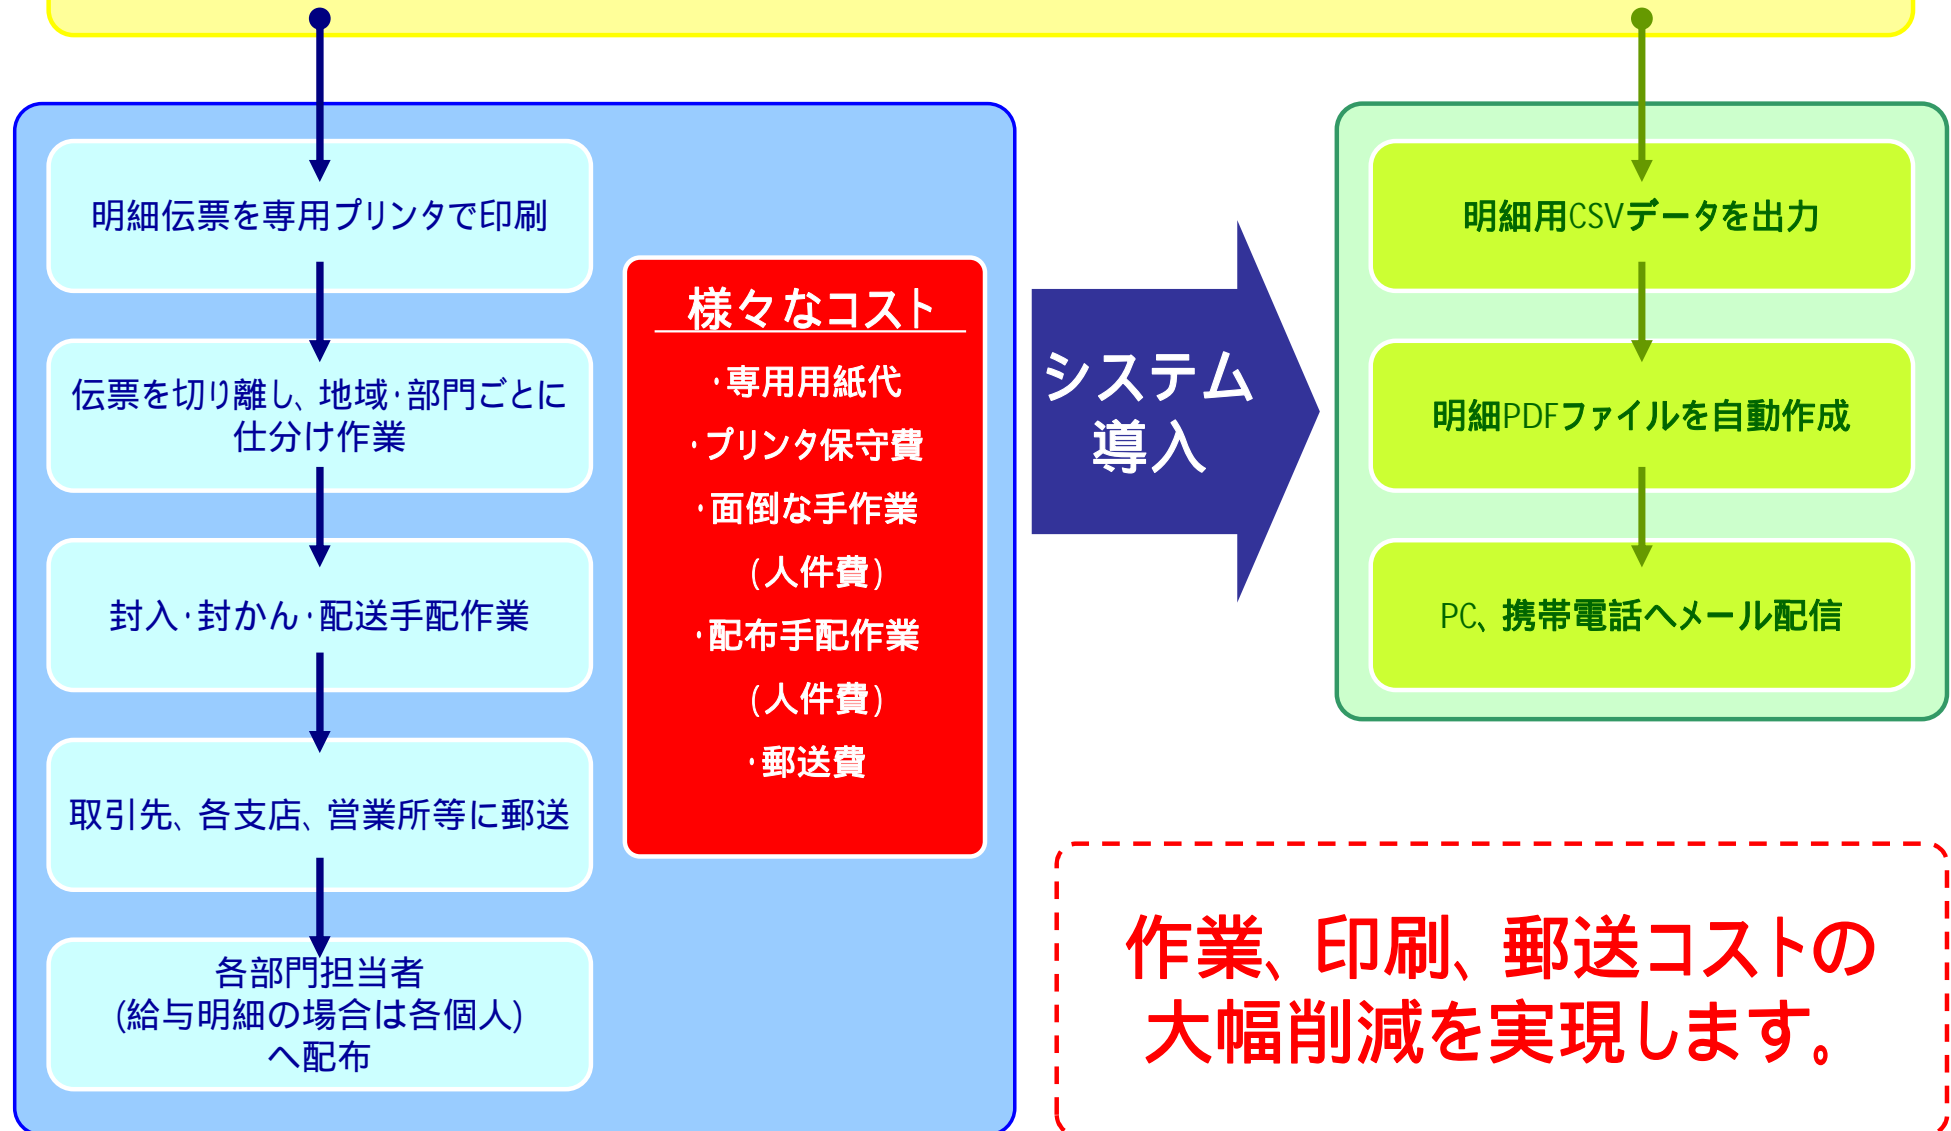 明細伝票を専用プリンタで印刷
伝票を切り離し、地域・部門ごとに
仕分け作業
封入・封かん・配送手配作業
取引先、各支店、営業所等に郵送
各部門担当者
(給与明細の場合は各個人)
へ配布
様々なコスト
・専用用紙代
・プリンタ保守費
・面倒な手作業
(人件費)
・配布手配作業
(人件費)
・郵送費
システム
導入
明細用CSVデータを出力
明細PDFファイルを自動作成
PC、携帯電話へメール配信
作業、印刷、郵送コストの
大幅削減を実現します。